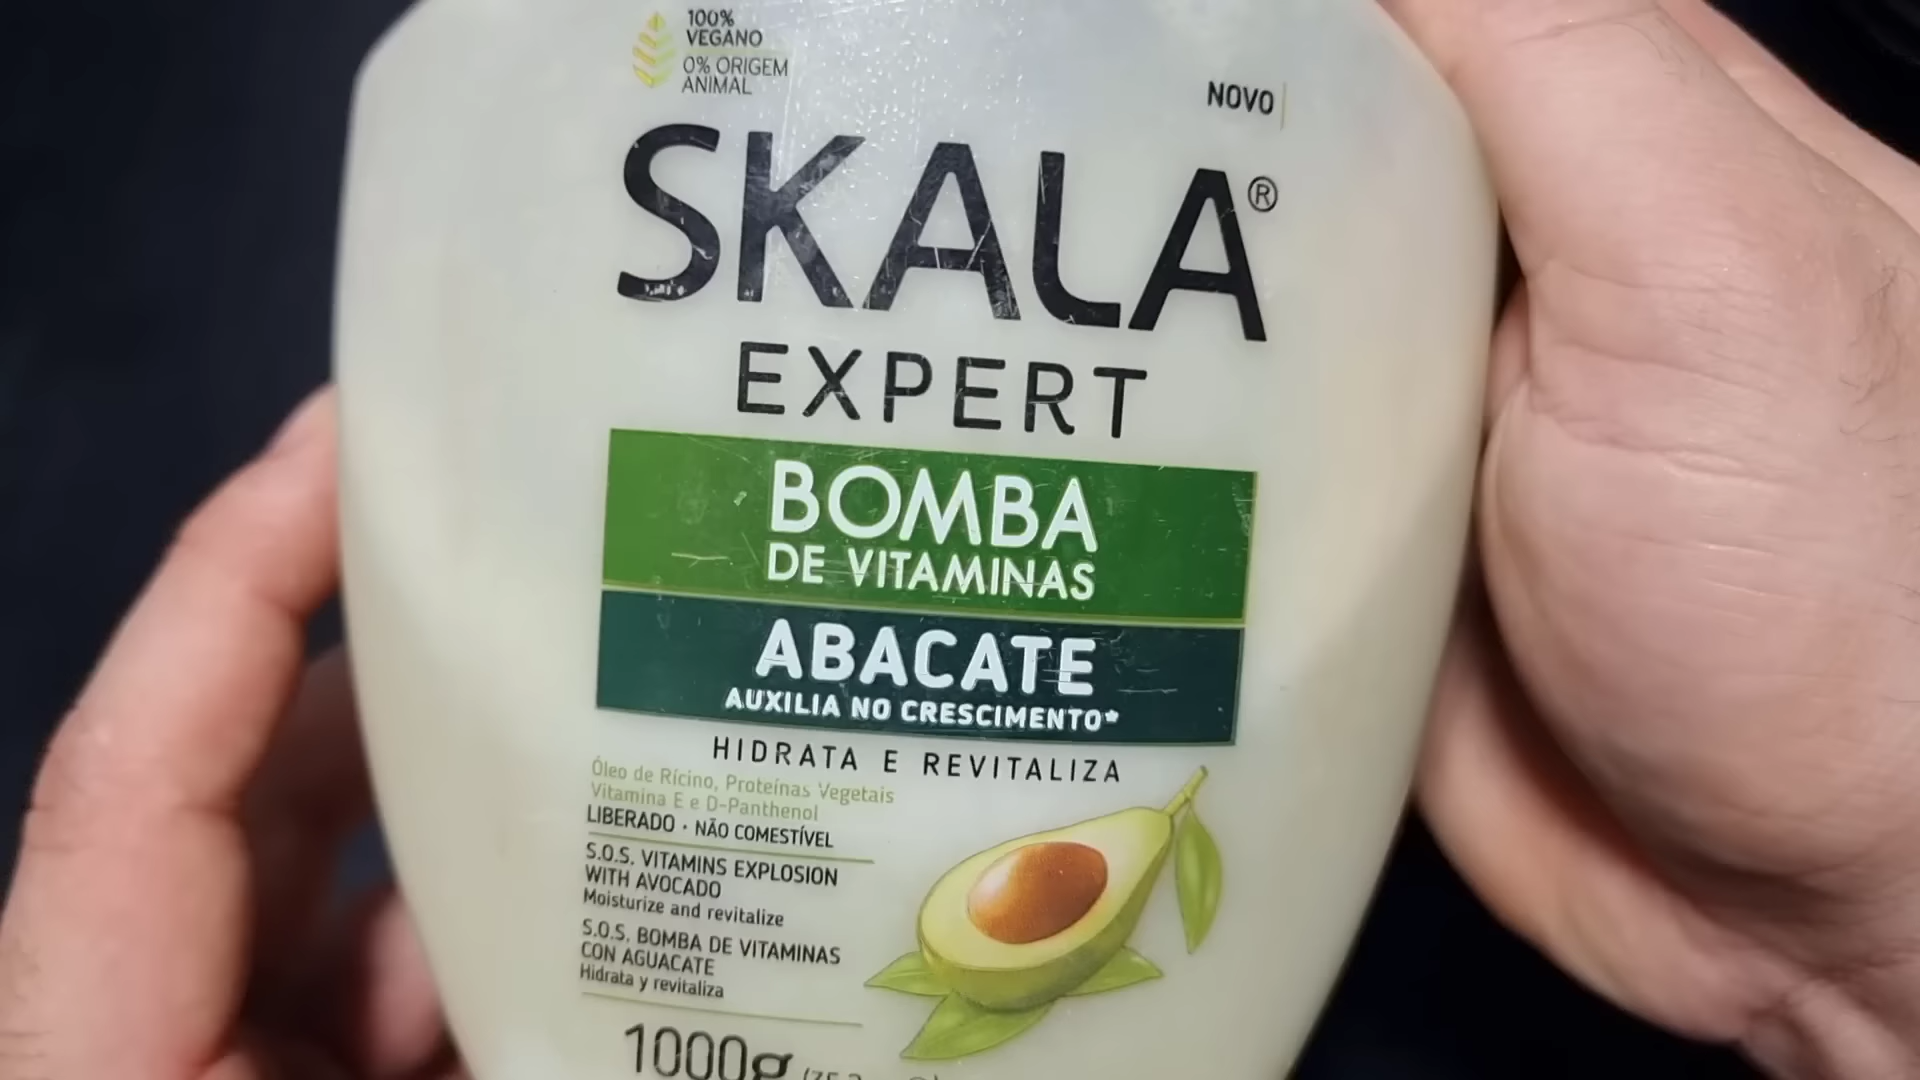 100%
VEGANO
0% ORIGEM
ANIMAL
NOVO
SKALA®
EXPERT
BOMBA
DE VITAMINAS
ABACATE
AUXILIA NO CRESCIMENTO*
HIDRATA E REVITALIZA
Óleo de Rícino, Proteínas Vegetais
Vitamina E e D-Panthenol
LIBERADO · NÃO COMESTÍVEL
S.O.S. VITAMINS EXPLOSION
WITH AVOCADO
Moisturize and revitalize
S.O.S. BOMBA DE VITAMINAS
CON AGUACATE
Hidrata y revitaliza
1000g